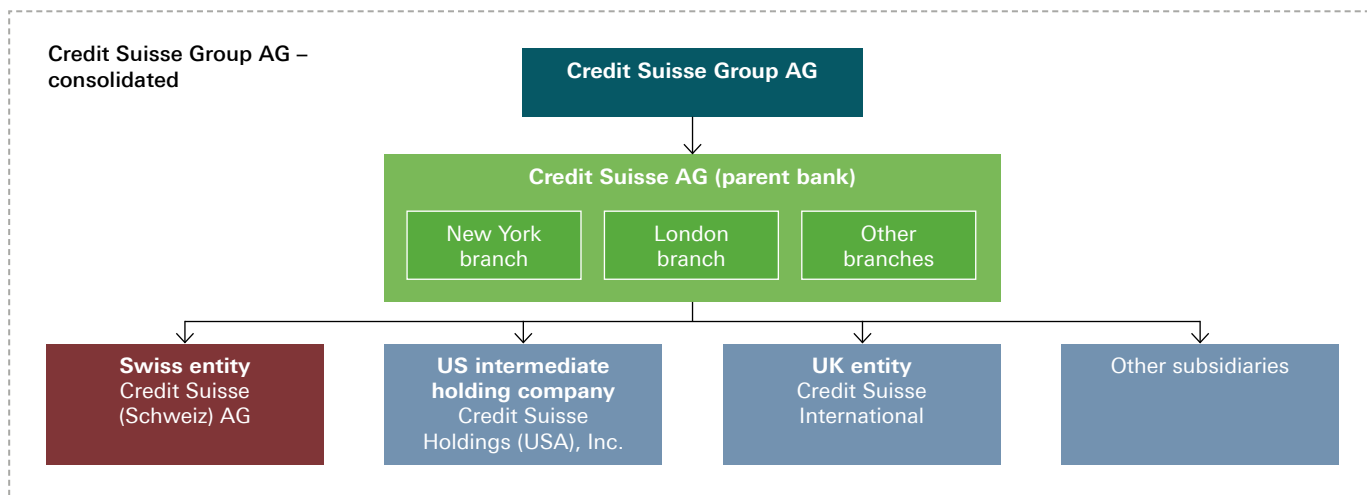 Credit Suisse Group AG –
consolidated
Credit Suisse Group AG
Credit Suisse AG (parent bank)
New York
branch
London
branch
Other
branches
Swiss entity
Credit Suisse
(Schweiz) AG
US intermediate
holding company
Credit Suisse
Holdings (USA), Inc.
UK entity
Credit Suisse
International
Other subsidiaries